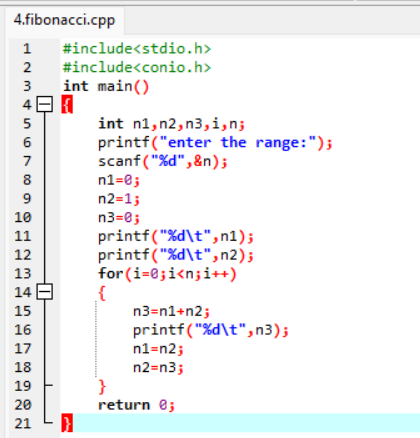 4.fibonacci.cpp
1 #include<stdio.h>
2 #include<conio.h>
3 int main()
4 {
5 int n1,n2,n3,i,n;
6 printf("enter the range:");
7 scanf("%d",&n);
8 n1=0;
9 n2=1;
10 n3=0;
11 printf("%d\t",n1);
12 printf("%d\t",n2);
13 for(i=0;i<n;i++)
14 {
15 n3=n1+n2;
16 printf("%d\t",n3);
17 n1=n2;
18 n2=n3;
19 }
20 return 0;
21 }